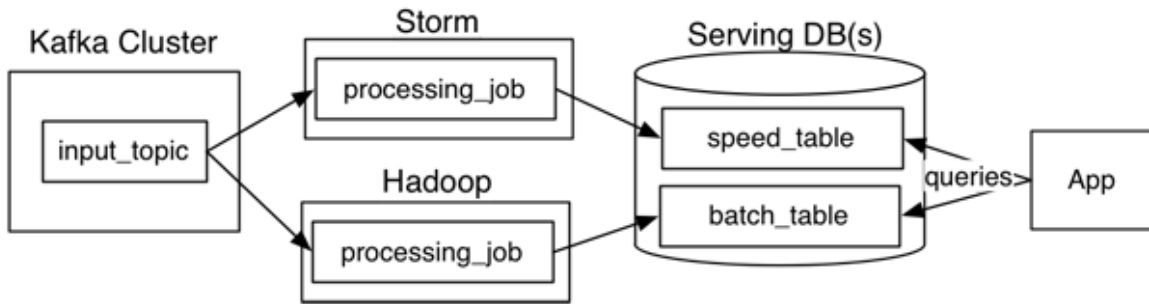 Kafka Cluster
input_topic
Storm
processing_job
Hadoop
processing_job
Serving DB(s)
speed_table
batch_table
queries
App